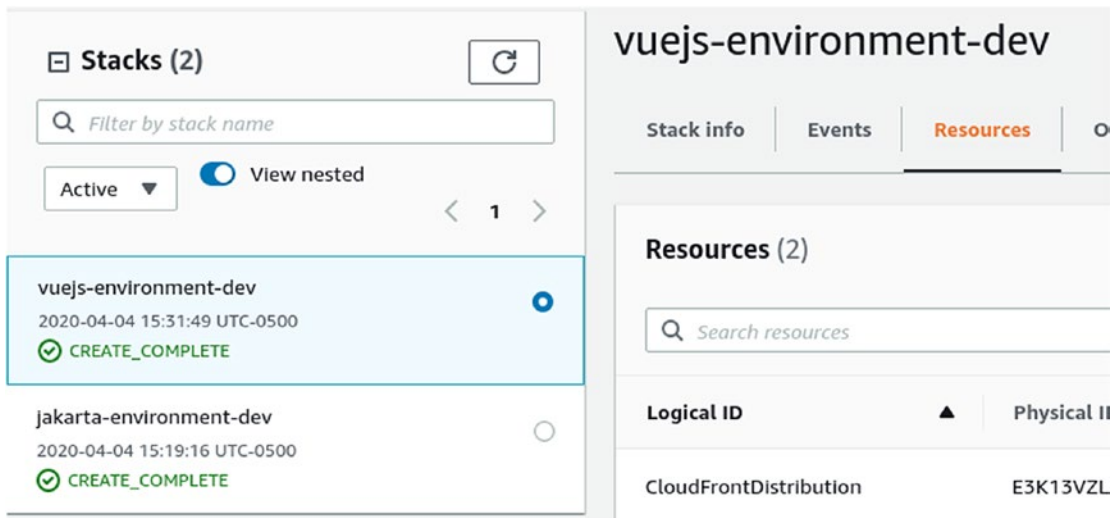 Stacks (2)
Filter by stack name
Active
View nested
1
vuejs-environment-dev
2020-04-04 15:31:49 UTC-0500
CREATE_COMPLETE
jakarta-environment-dev
2020-04-04 15:19:16 UTC-0500
CREATE_COMPLETE
vuejs-environment-dev
Stack info Events Resources
Resources (2)
Search resources
Logical ID Physical
CloudFrontDistribution E3K13VZL